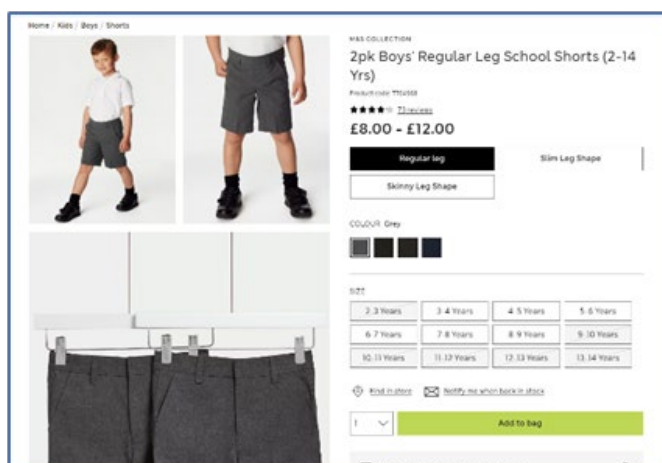 Home / Kids / Boys / Shorts
M&S COLLECTION
2pk Boys' Regular Leg School Shorts (2-14
Yrs)
Product code:
73 reviews
£8.00 - £12.00
Regular leg
Slim Leg Shape
Skinny Leg Shape
COLOUR Grey
SIZE
2-3 Years
3-4 Years
4-5 Years
5-6 Years
6-7 Years
7-8 Years
8-9 Years
9-10 Years
10-11 Years
11-12 Years
12-13 Years
13-14 Years
Find in store
Notify me when back in stock
1
Add to bag